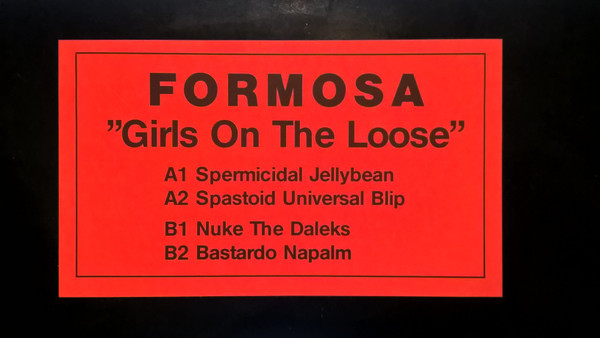 FORMOSA
”Girls On The Loose”
A1 Spermicidal Jellybean
A2 Spastoid Universal Blip
B1 Nuke The Daleks
B2 Bastardo Napalm